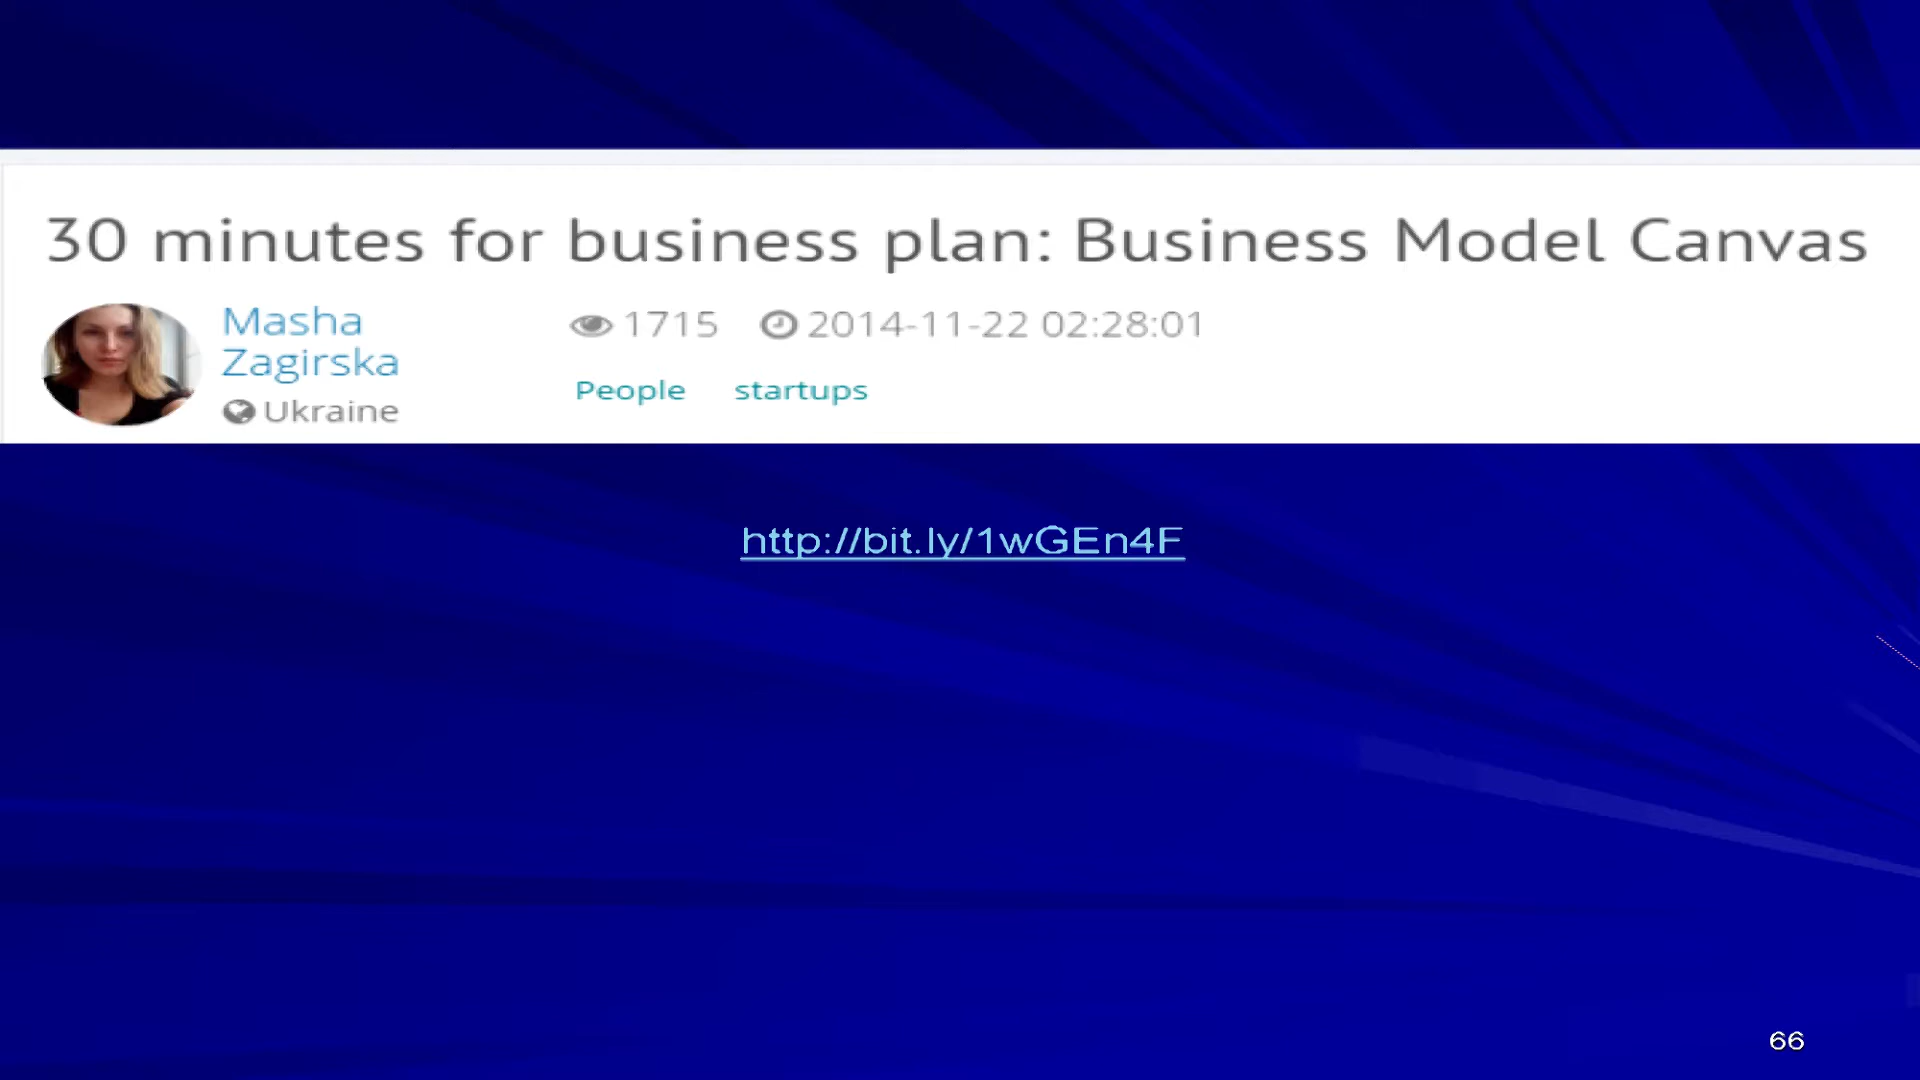 30 minutes for business plan: Business Model Canvas
Masha
Zagirska
Ukraine
1715 2014-11-22 02:28:01
People startups
http://bit.ly/1wGEn4F
66